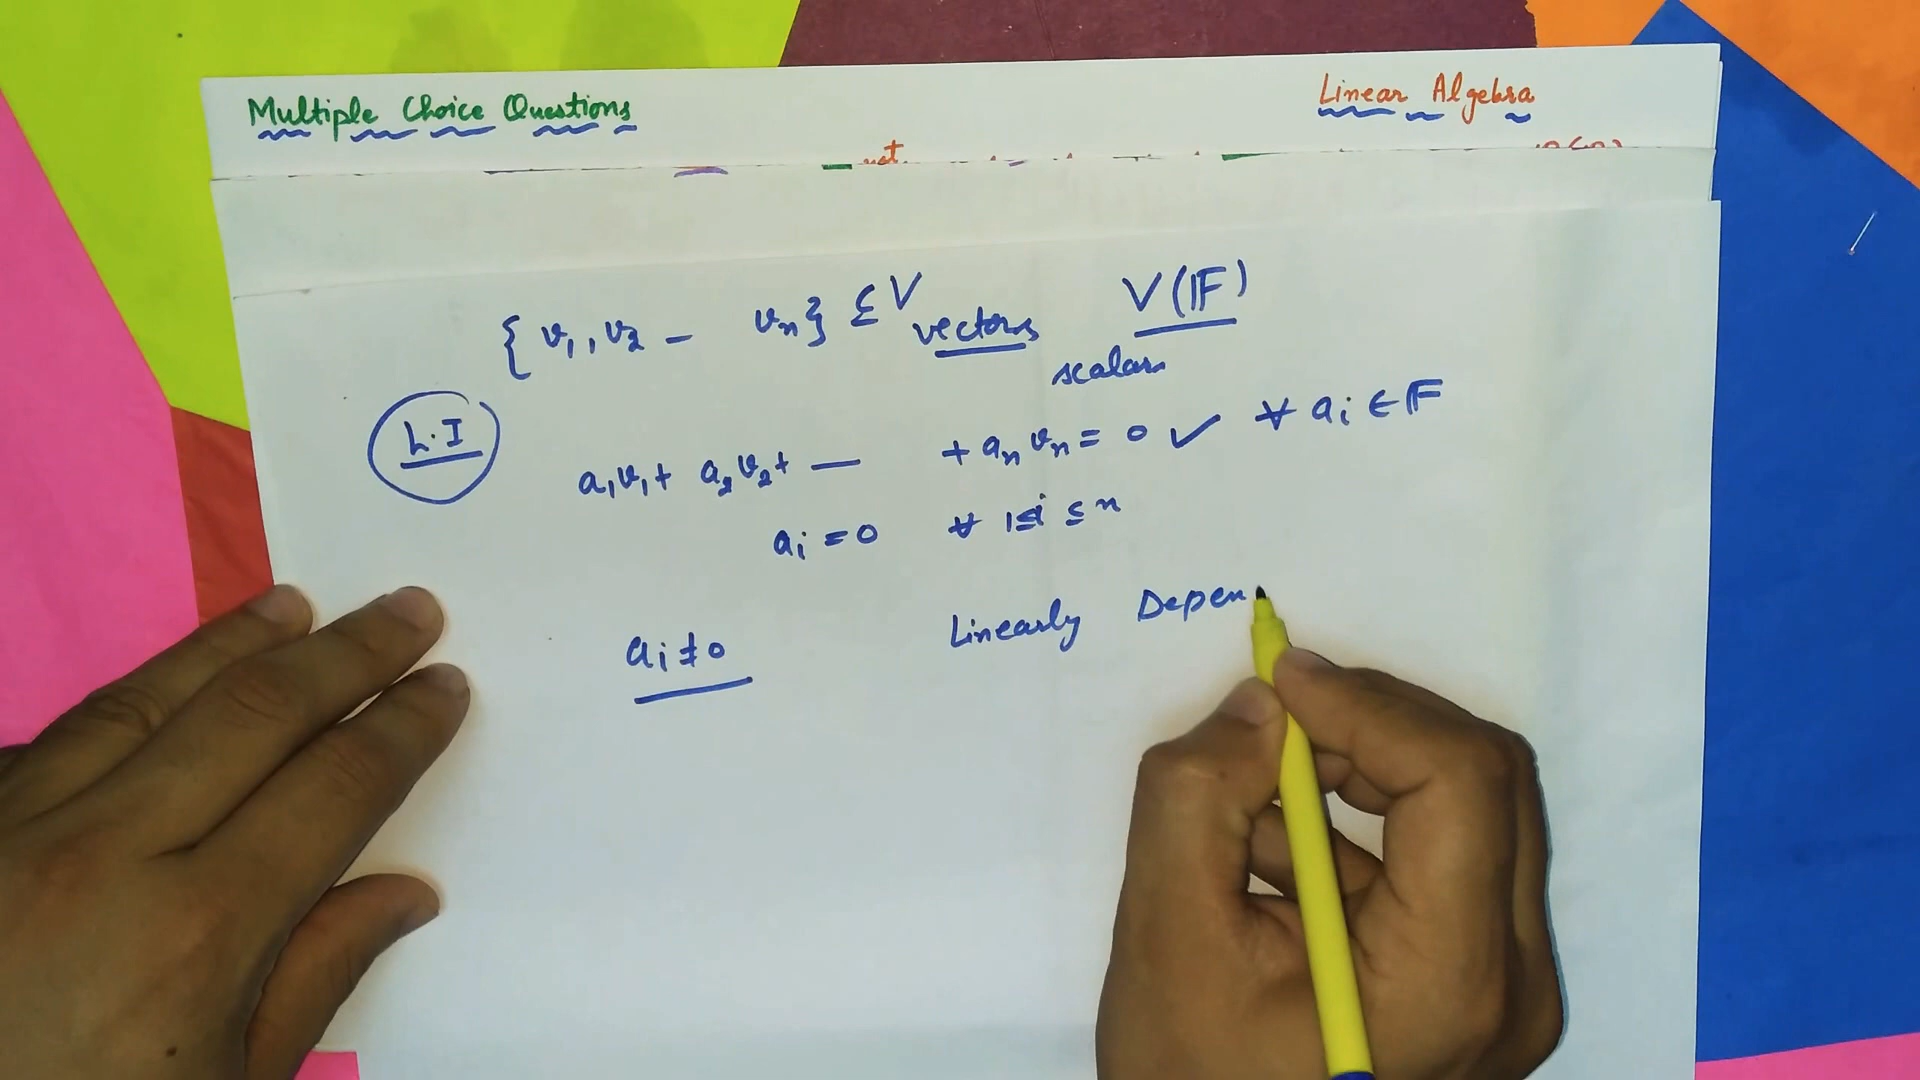 Multiple Choice Questions
Linear Algebra
{ v₁, v₂ – vₙ} ∈ V vectors V(𝔽)
scalars
L.I
a₁v₁ + a₂v₂ + — + aₙvₙ = 0 ✓ ∀ aᵢ ∈ 𝔽
aᵢ = 0 ∀ 1 ≤ i ≤ n
aᵢ ≠ 0 Linearly Depen